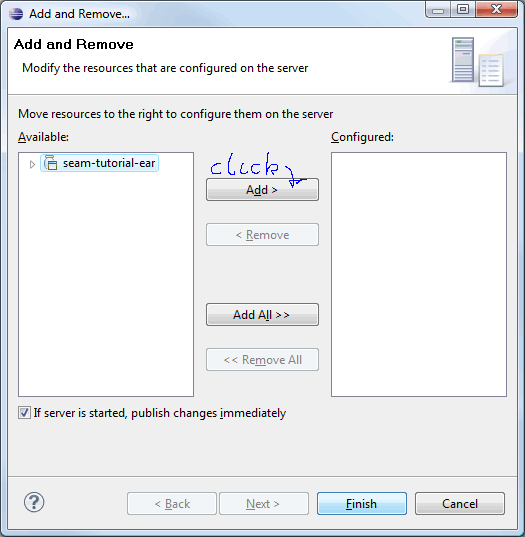 Add and Remove...
Add and Remove
Modify the resources that are configured on the server
Move resources to the right to configure them on the server
Available:
Configured:
seam-tutorial-ear
click
Add >
< Remove
Add All >>
<< Remove All
If server is started, publish changes immediately
?
< Back
Next >
Finish
Cancel